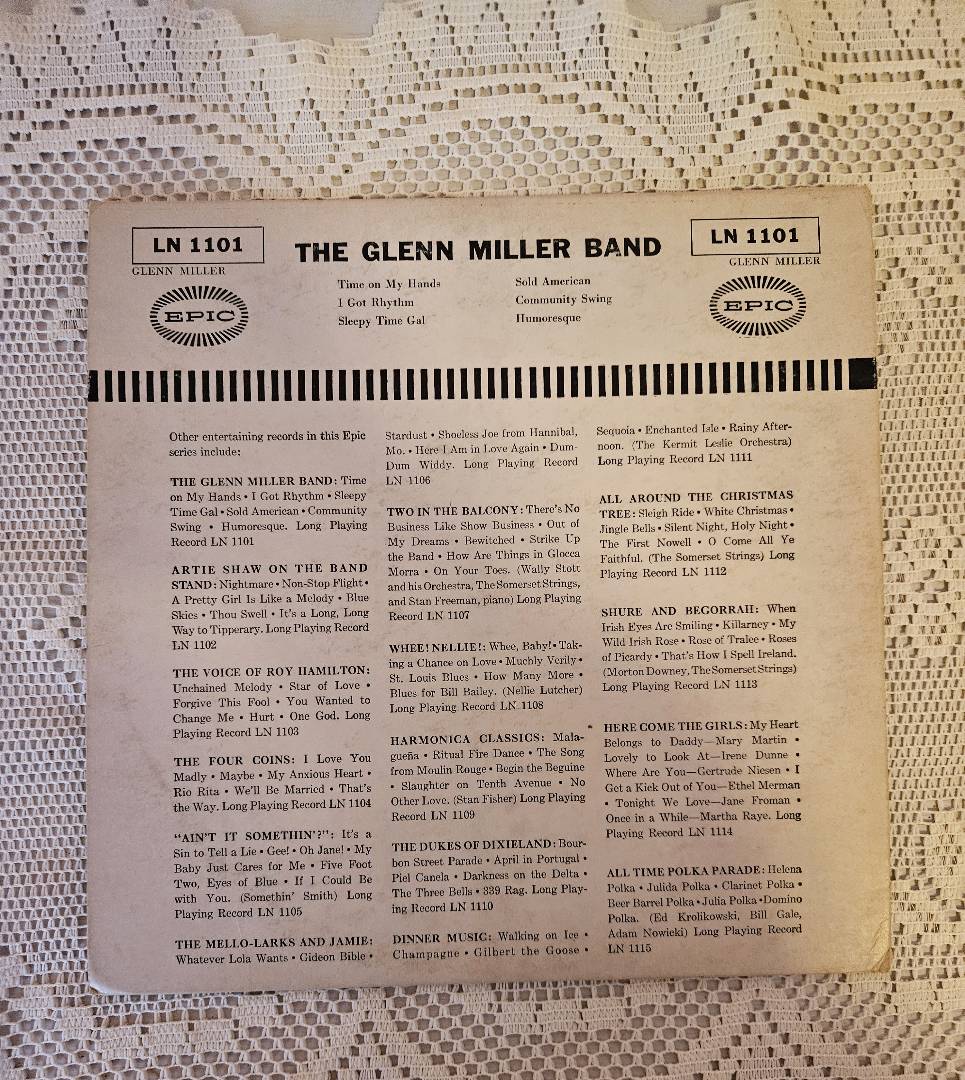 LN 1101
GLENN MILLER
EPIC
THE GLENN MILLER BAND
Time on My Hands
I Got Rhythm
Sleepy Time Gal
Sold American
Community Swing
Humoresque
LN 1101
GLENN MILLER
EPIC
Other entertaining records in this Epic
series include:
THE GLENN MILLER BAND: Time
on My Hands • I Got Rhythm • Sleepy
Time Gal • Sold American • Community
Swing • Humoresque. Long Playing
Record LN 1101
ARTIE SHAW ON THE BAND
STAND: Nightmare • Non-Stop Flight •
A Pretty Girl Is Like a Melody • Blue
Skies • Thou Swell • It's a Long, Long
Way to Tipperary. Long Playing Record
LN 1102
THE VOICE OF ROY HAMILTON:
Unchained Melody • Star of Love •
Forgive This Fool • You Wanted to
Change Me • Hurt • One God. Long
Playing Record LN 1103
THE FOUR COINS: I Love You
Madly • Maybe • My Anxious Heart •
Rio Rita • We'll Be Married • That's
the Way. Long Playing Record LN 1104
"AIN'T IT SOMETHIN'?": It's a
Sin to Tell a Lie • Gee! • Oh Jane! • My
Baby Just Cares for Me • Five Foot
Two, Eyes of Blue • If I Could Be
with You. (Somethin' Smith) Long
Playing Record LN 1105
THE MELLO-LARKS AND JAMIE:
Whatever Lola Wants • Gideon Bible •
Stardust • Shoeless Joe from Hannibal,
Mo. • Here I Am in Love Again • Dum-
Dum Widdy. Long Playing Record
LN 1106
TWO IN THE BALCONY: There's No
Business Like Show Business • Out of
My Dreams • Bewitched • Strike Up
the Band • How Are Things in Glocca
Morra • On Your Toes. (Wally Stott
and his Orchestra, The Somerset Strings,
and Stan Freeman, piano) Long Playing
Record LN 1107
WHEE! NELLIE!: Whee, Baby! • Tak-
ing a Chance on Love • Muchly Verily •
St. Louis Blues • How Many More •
Blues for Bill Bailey. (Nellie Lutcher)
Long Playing Record LN 1108
HARMONICA CLASSICS: Mala-
gueña • Ritual Fire Dance • The Song
from Moulin Rouge • Begin the Beguine
• Slaughter on Tenth Avenue • No
Other Love. (Stan Fisher) Long Playing
Record LN 1109
THE DUKES OF DIXIELAND: Bour-
bon Street Parade • April in Portugal •
Piel Canela • Darkness on the Delta •
The Three Bells • 339 Rag. Long Play-
ing Record LN 1110
DINNER MUSIC: Walking on Ice •
Champagne • Gilbert the Goose •
Sequoia • Enchanted Isle • Rainy After-
noon. (The Kermit Leslie Orchestra)
Long Playing Record LN 1111
ALL AROUND THE CHRISTMAS
TREE: Sleigh Ride • White Christmas •
Jingle Bells • Silent Night, Holy Night •
The First Nowell • O Come All Ye
Faithful. (The Somerset Strings) Long
Playing Record LN 1112
SHURE AND BEGORRAH: When
Irish Eyes Are Smiling • Killarney • My
Wild Irish Rose • Rose of Tralee • Roses
of Picardy • That's How I Spell Ireland.
(Morton Downey, The Somerset Strings)
Long Playing Record LN 1113
HERE COME THE GIRLS: My Heart
Belongs to Daddy—Mary Martin •
Lovely to Look At—Irene Dunne •
Where Are You—Gertrude Niesen • I
Get a Kick Out of You—Ethel Merman
• Tonight We Love—Jane Froman •
Once in a While—Martha Raye. Long
Playing Record LN 1114
ALL TIME POLKA PARADE: Helena
Polka • Julida Polka • Clarinet Polka •
Beer Barrel Polka • Julia Polka • Domino
Polka. (Ed Krolikowski, Bill Gale,
Adam Nowicki) Long Playing Record
LN 1115